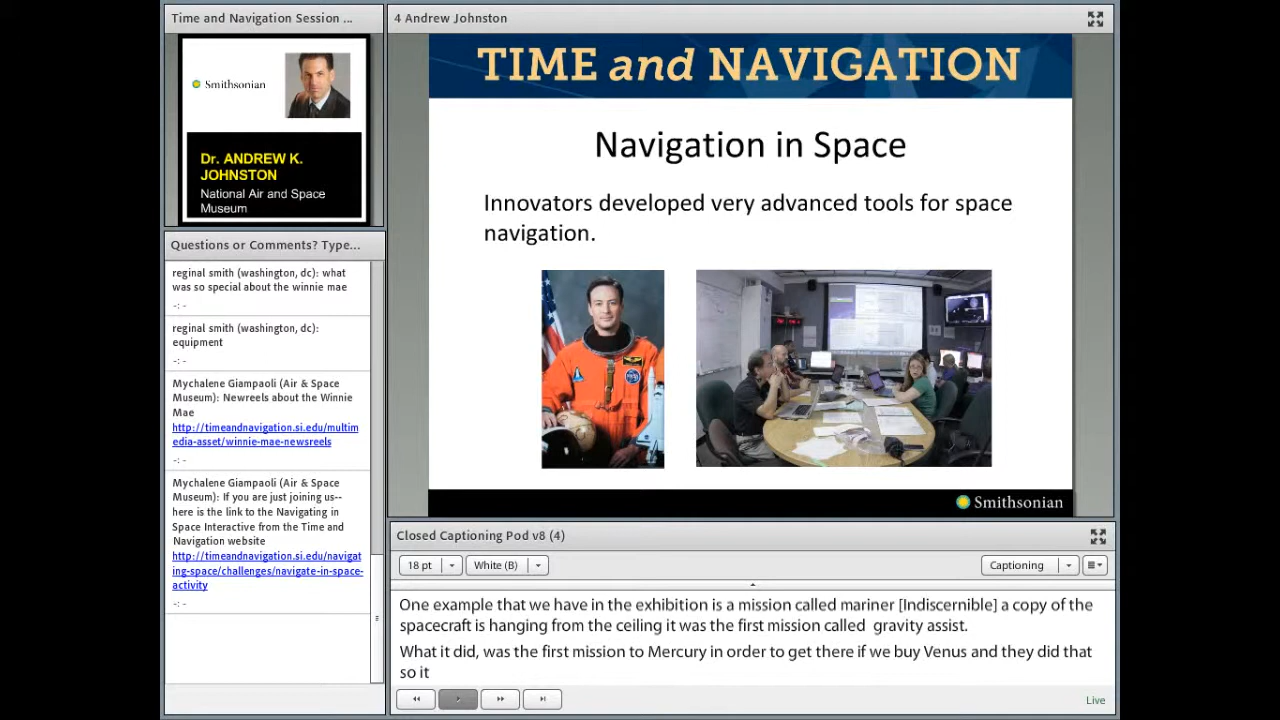 Time and Navigation Session ...
Smithsonian
Dr. ANDREW K.
JOHNSTON
National Air and Space
Museum
Questions or Comments? Type...
reginal smith (washington, dc): what
was so special about the winnie mae
-: -
reginal smith (washington, dc):
equipment
-: -
Mychalene Giampaoli (Air & Space
Museum): Newreels about the Winnie
Mae
http://timeandnavigation.si.edu/multim
edia-asset/winnie-mae-newsreels
-: -
Mychalene Giampaoli (Air & Space
Museum): If you are just joining us--
here is the link to the Navigating in
Space Interactive from the Time and
Navigation website
http://timeandnavigation.si.edu/navigat
ing-space/challenges/navigate-in-space-
activity
-: -
4 Andrew Johnston
TIME and NAVIGATION
Navigation in Space
Innovators developed very advanced tools for space
navigation.
Smithsonian
Closed Captioning Pod v8 (4)
18 pt
White (B)
Captioning
One example that we have in the exhibition is a mission called mariner [Indiscernible] a copy of the
spacecraft is hanging from the ceiling it was the first mission called  gravity assist.
What it did, was the first mission to Mercury in order to get there if we buy Venus and they did that
so it
Live